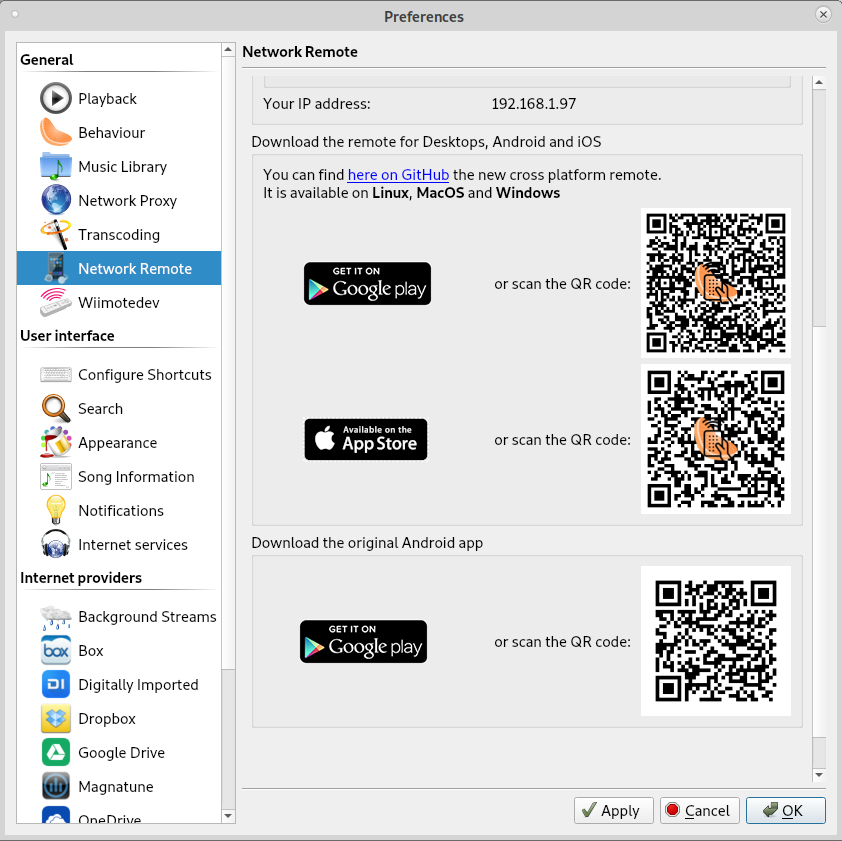 Preferences
General
Playback
Behaviour
Music Library
Network Proxy
Transcoding
Network Remote
Wiimotedev
User interface
Configure Shortcuts
Search
Appearance
Song Information
Notifications
Internet services
Internet providers
Background Streams
box
Box
DI
Digitally Imported
Dropbox
Google Drive
Magnatune
OneDrive
Network Remote
Your IP address: 192.168.1.97
Download the remote for Desktops, Android and iOS
You can find here on GitHub the new cross platform remote.
It is available on Linux, MacOS and Windows
GET IT ON
Google play
or scan the QR code:
Available on the
App Store
or scan the QR code:
Download the original Android app
GET IT ON
Google play
or scan the QR code:
Apply
Cancel
OK